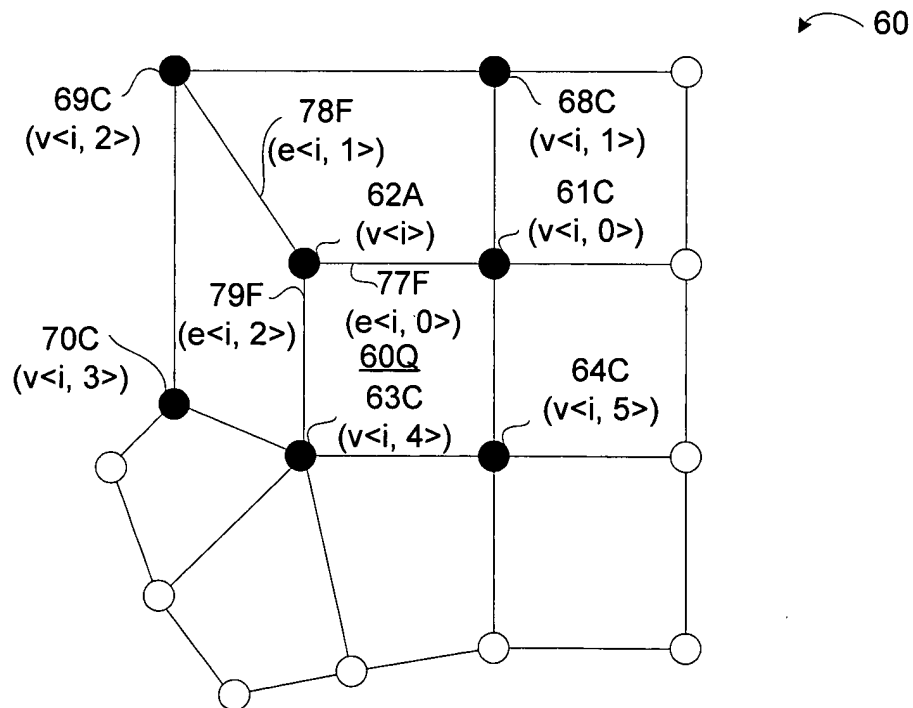 60
69C
(v<i, 2>)
78F
(e<i, 1>)
68C
(v<i, 1>)
62A
(v<i>)
61C
(v<i, 0>)
79F
(e<i, 2>)
77F
(e<i, 0>)
60Q
70C
(v<i, 3>)
63C
(v<i, 4>)
64C
(v<i, 5>)